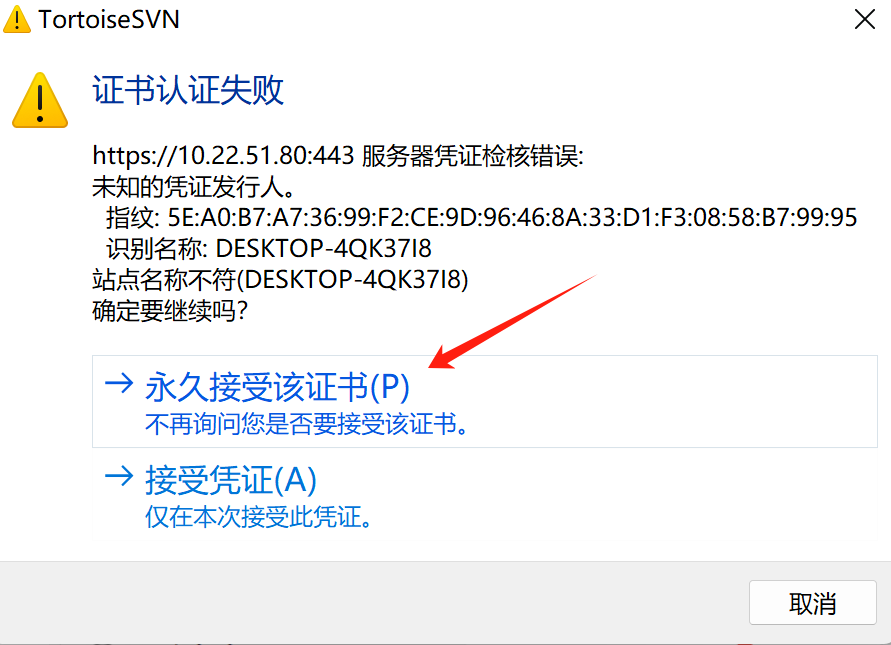 TortoiseSVN
证书认证失败
https://10.22.51.80:443 服务器凭证检核错误:
未知的凭证发行人。
指纹: 5E:A0:B7:A7:36:99:F2:CE:9D:96:46:8A:33:D1:F3:08:58:B7:99:95
识别名称: DESKTOP-4QK37I8
站点名称不符(DESKTOP-4QK37I8)
确定要继续吗?
永久接受该证书(P)
不再询问您是否要接受该证书。
接受凭证(A)
仅在本次接受此凭证。
取消